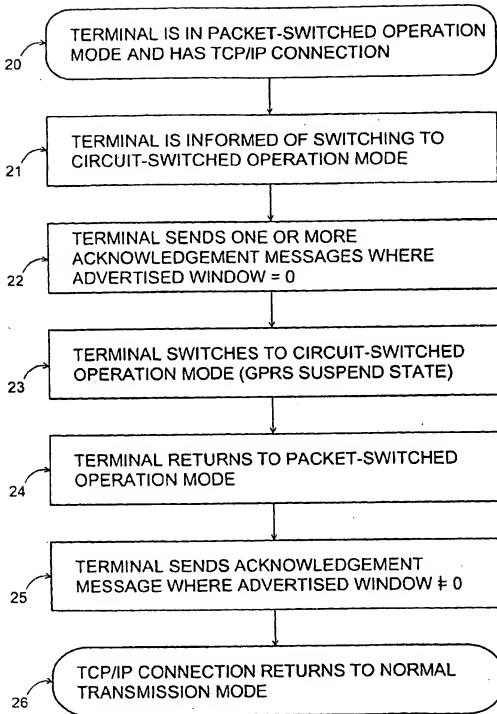 TERMINAL IS IN PACKET-SWITCHED OPERATION
MODE AND HAS TCP/IP CONNECTION
20
TERMINAL IS INFORMED OF SWITCHING TO
CIRCUIT-SWITCHED OPERATION MODE
21
TERMINAL SENDS ONE OR MORE
ACKNOWLEDGEMENT MESSAGES WHERE
ADVERTISED WINDOW = 0
22
TERMINAL SWITCHES TO CIRCUIT-SWITCHED
OPERATION MODE (GPRS SUSPEND STATE)
23
TERMINAL RETURNS TO PACKET-SWITCHED
OPERATION MODE
24
TERMINAL SENDS ACKNOWLEDGEMENT
MESSAGE WHERE ADVERTISED WINDOW ≠ 0
25
TCP/IP CONNECTION RETURNS TO NORMAL
TRANSMISSION MODE
26